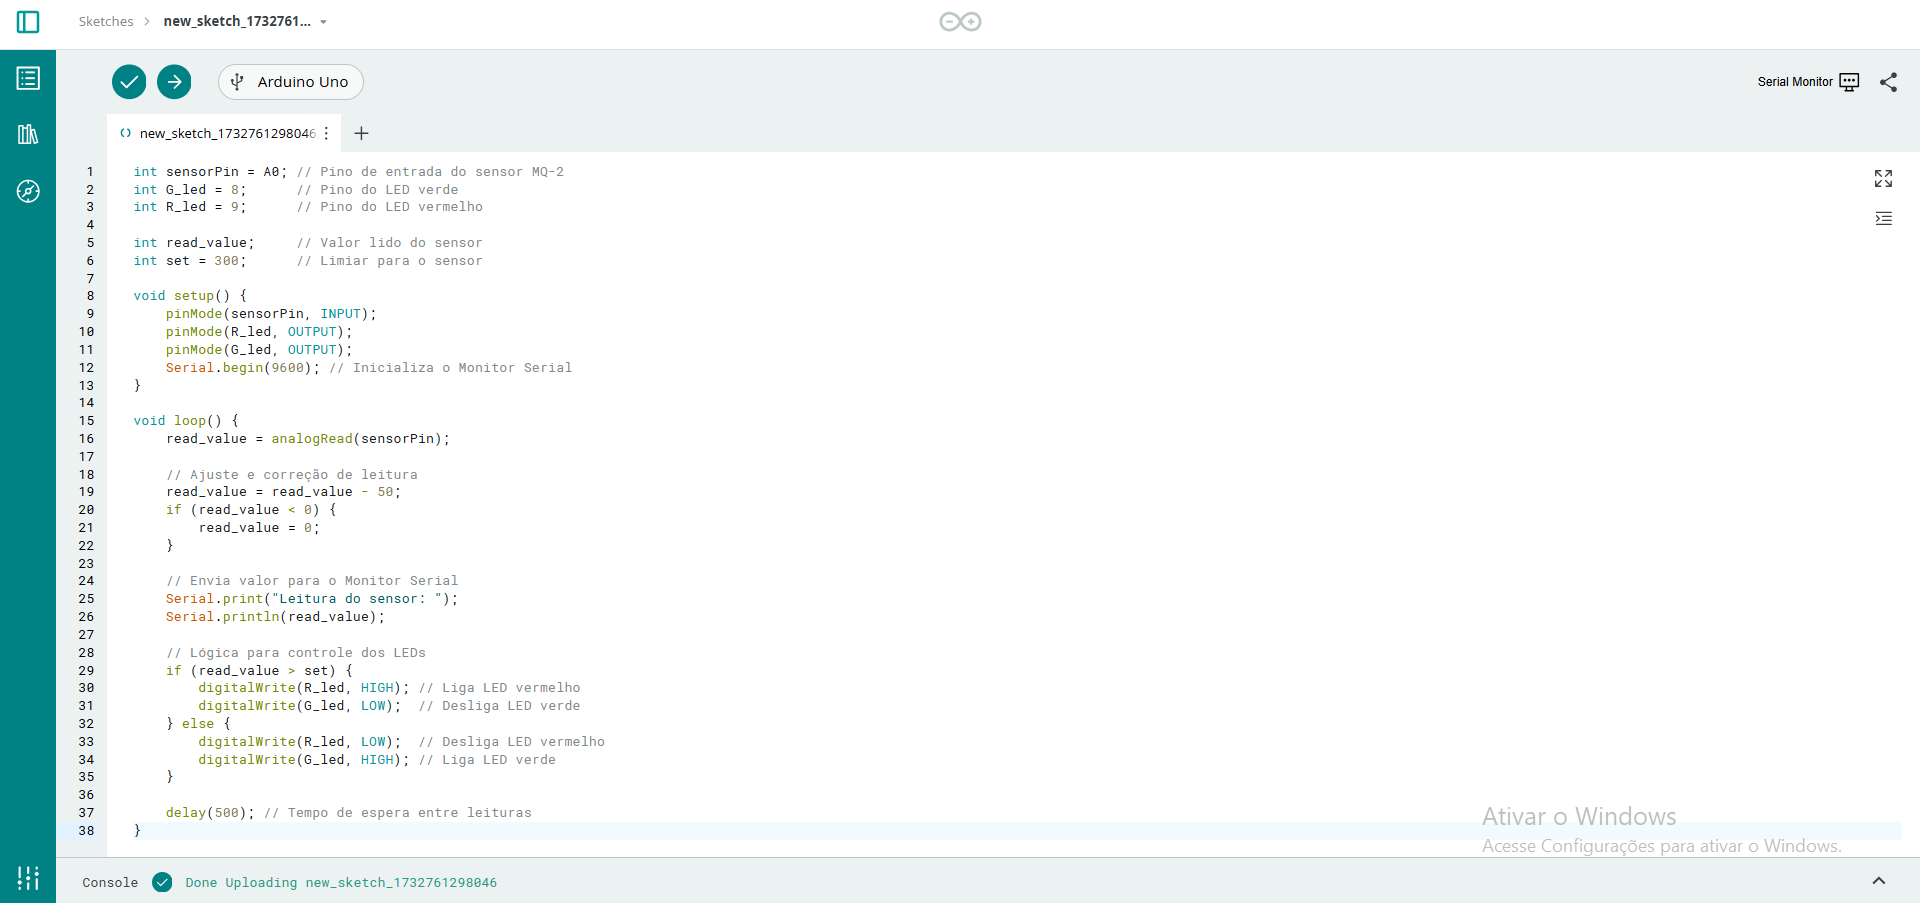 Sketches > new_sketch_1732761...
Arduino Uno
Serial Monitor
new_sketch_1732761298046
1 int sensorPin = A0; // Pino de entrada do sensor MQ-2
2 int G_led = 8;      // Pino do LED verde
3 int R_led = 9;      // Pino do LED vermelho
4
5 int read_value;     // Valor lido do sensor
6 int set = 300;      // Limiar para o sensor
7
8 void setup() {
9     pinMode(sensorPin, INPUT);
10     pinMode(R_led, OUTPUT);
11     pinMode(G_led, OUTPUT);
12     Serial.begin(9600); // Inicializa o Monitor Serial
13 }
14
15 void loop() {
16     read_value = analogRead(sensorPin);
17
18     // Ajuste e correção de leitura
19     read_value = read_value - 50;
20     if (read_value < 0) {
21         read_value = 0;
22     }
23
24     // Envia valor para o Monitor Serial
25     Serial.print("Leitura do sensor: ");
26     Serial.println(read_value);
27
28     // Lógica para controle dos LEDs
29     if (read_value > set) {
30         digitalWrite(R_led, HIGH); // Liga LED vermelho
31         digitalWrite(G_led, LOW);  // Desliga LED verde
32     } else {
33         digitalWrite(R_led, LOW);  // Desliga LED vermelho
34         digitalWrite(G_led, HIGH); // Liga LED verde
35     }
36
37     delay(500); // Tempo de espera entre leituras
38 }
Ativar o Windows
Acesse Configurações para ativar o Windows.
Console Done Uploading new_sketch_1732761298046